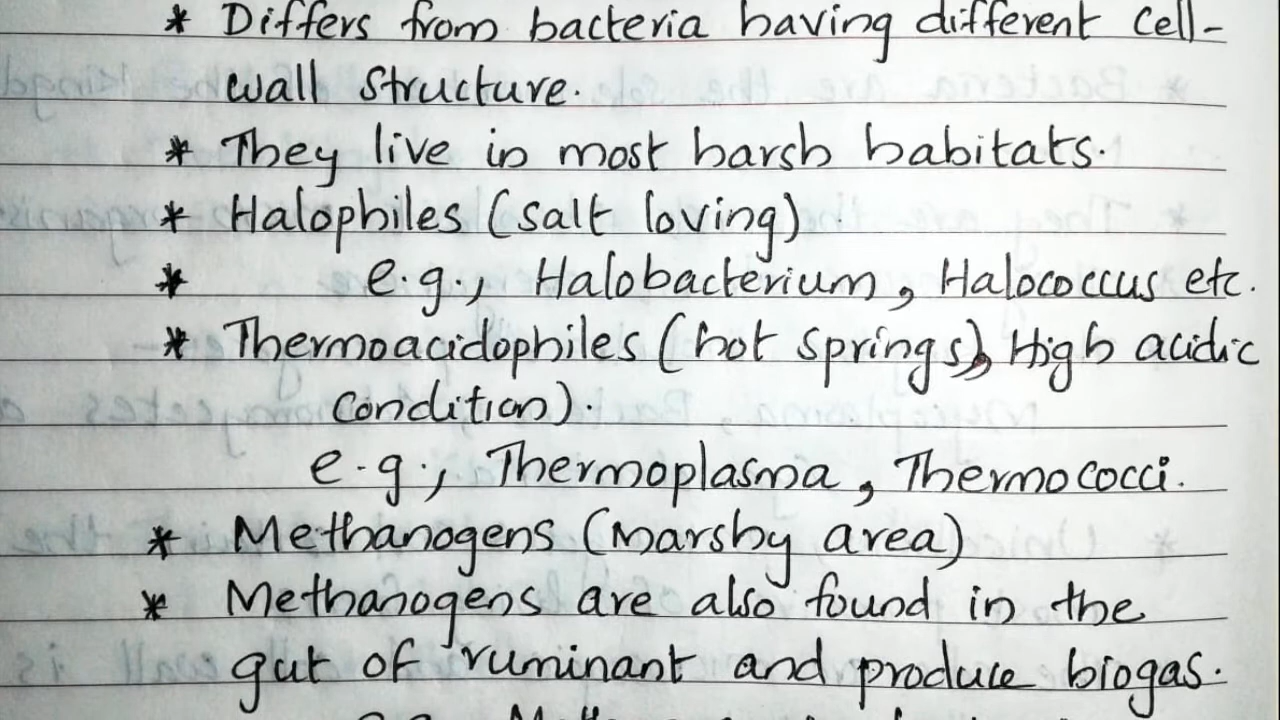 * Differs from bacteria having different cell-
wall structure.
* They live in most harsh habitats.
* Halophiles (salt loving)
* e.g., Halobacterium, Halococcus etc.
* Thermoacidophiles (hot springs), High acidic
condition).
e.g., Thermoplasma, Thermococci.
* Methanogens (Marshy area)
* Methanogens are also found in the
gut of ruminant and produce biogas.